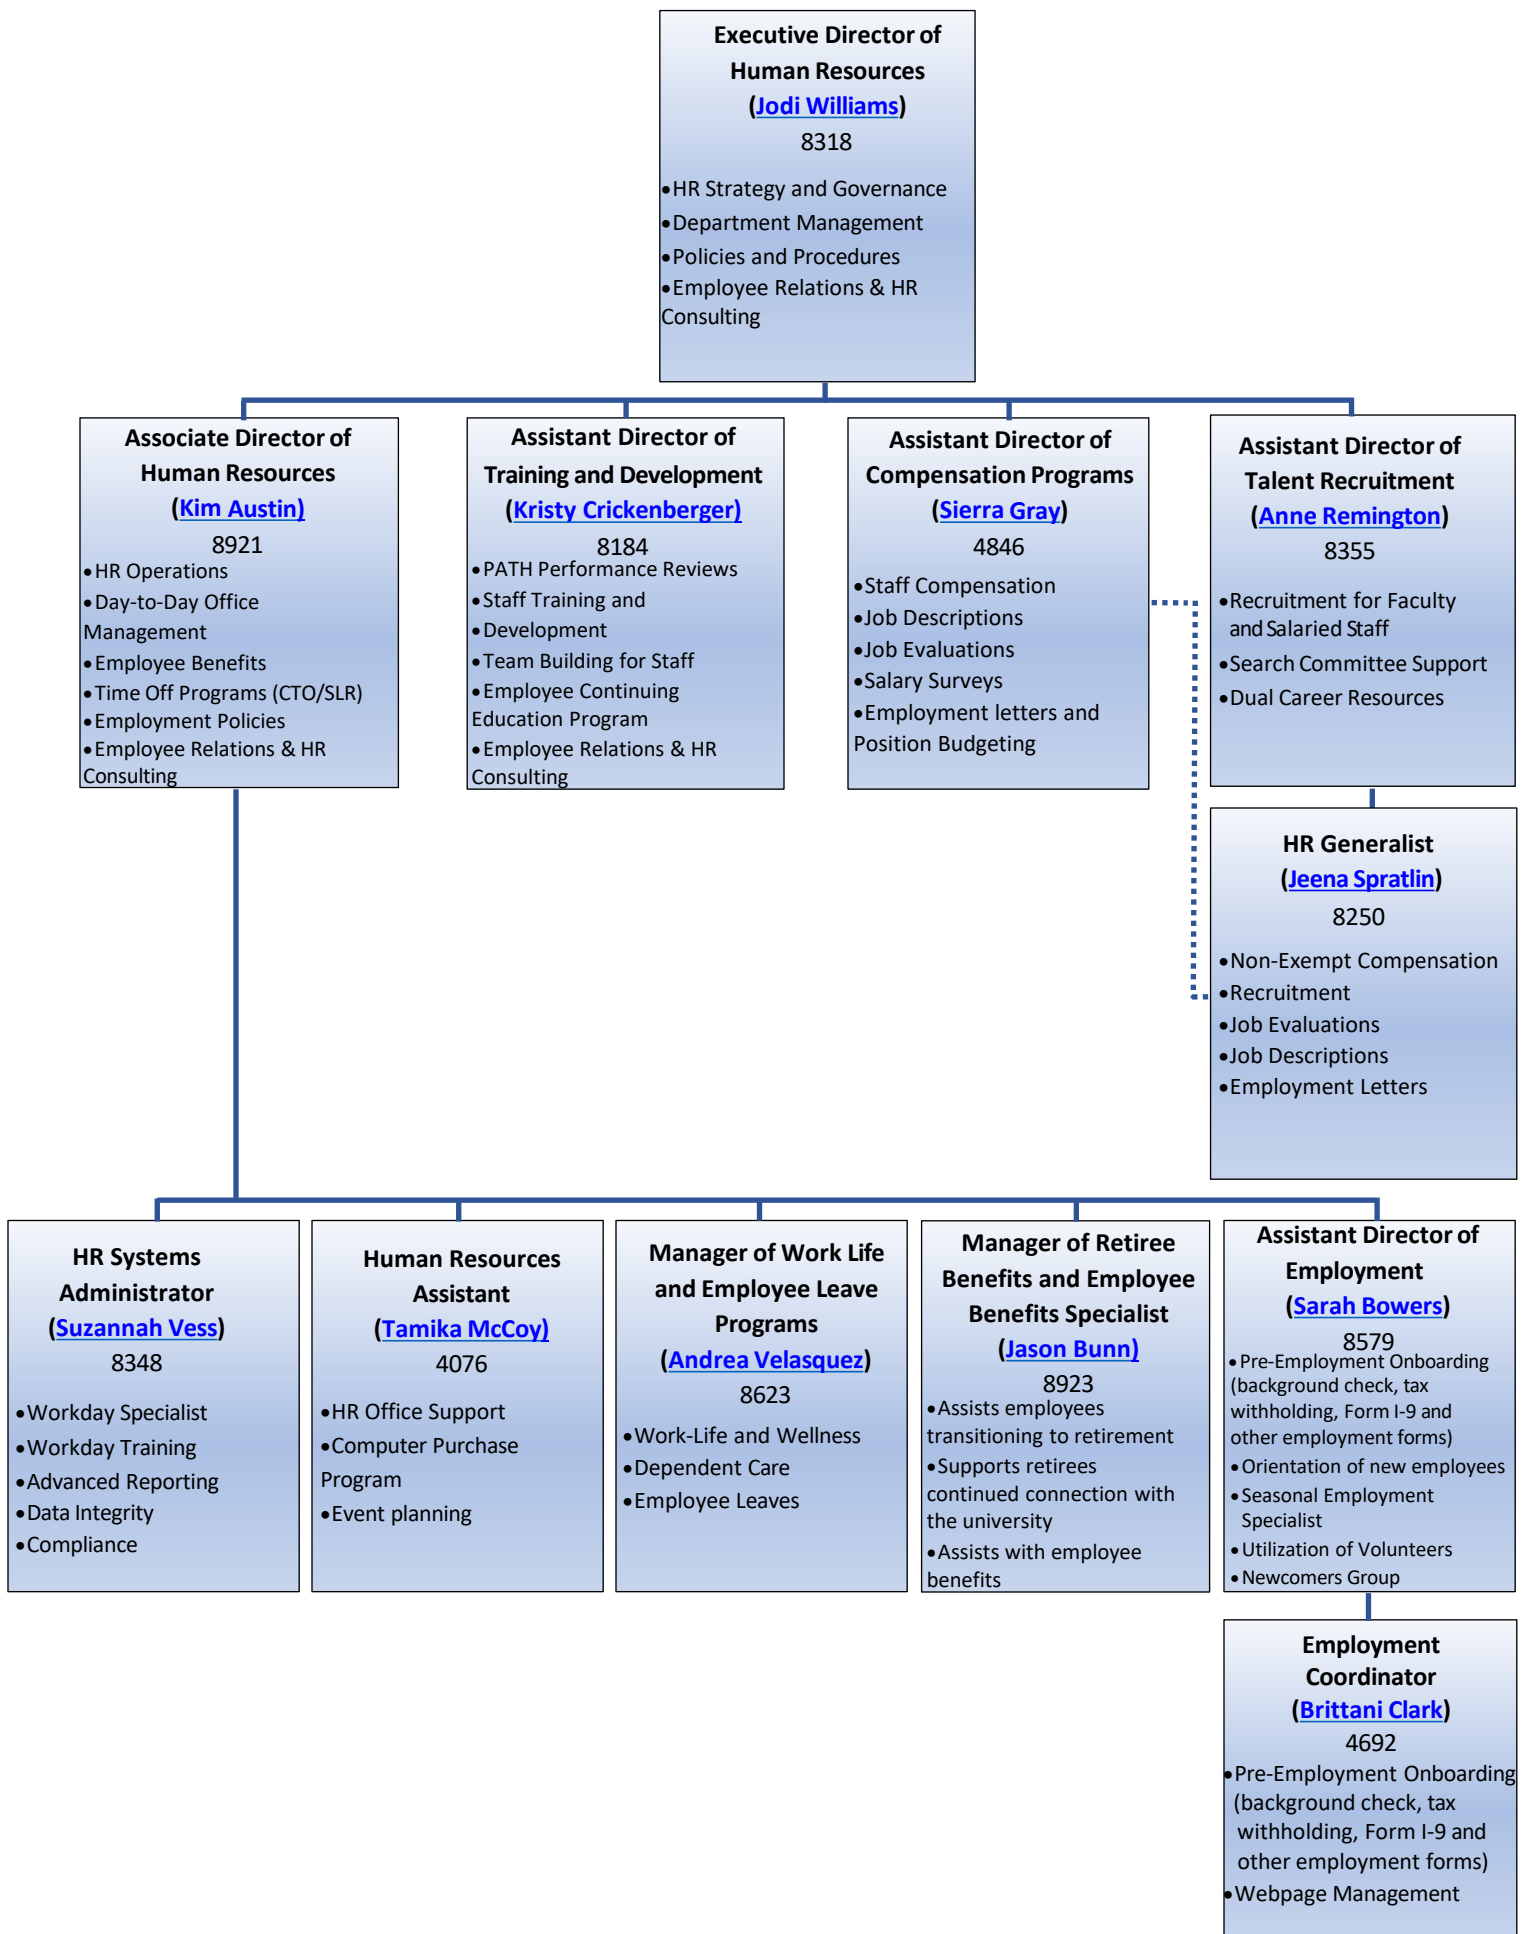 Executive Director of
Human Resources
(Jodi Williams)
8318
•HR Strategy and Governance
•Department Management
•Policies and Procedures
•Employee Relations & HR
Consulting
Associate Director of
Human Resources
(Kim Austin)
8921
•HR Operations
•Day-to-Day Office
Management
•Employee Benefits
•Time Off Programs (CTO/SLR)
•Employment Policies
•Employee Relations & HR
Consulting
Assistant Director of
Training and Development
(Kristy Crickenberger)
8184
•PATH Performance Reviews
•Staff Training and
•Development
•Team Building for Staff
•Employee Continuing
Education Program
•Employee Relations & HR
Consulting
Assistant Director of
Compensation Programs
(Sierra Gray)
4846
•Staff Compensation
•Job Descriptions
•Job Evaluations
•Salary Surveys
•Employment letters and
Position Budgeting
Assistant Director of
Talent Recruitment
(Anne Remington)
8355
•Recruitment for Faculty
and Salaried Staff
•Search Committee Support
•Dual Career Resources
HR Generalist
(Jeena Spratlin)
8250
•Non-Exempt Compensation
•Recruitment
•Job Evaluations
•Job Descriptions
•Employment Letters
HR Systems
Administrator
(Suzannah Vess)
8348
•Workday Specialist
•Workday Training
•Advanced Reporting
•Data Integrity
•Compliance
Human Resources
Assistant
(Tamika McCoy)
4076
•HR Office Support
•Computer Purchase
Program
•Event planning
Manager of Work Life
and Employee Leave
Programs
(Andrea Velasquez)
8623
•Work-Life and Wellness
•Dependent Care
•Employee Leaves
Manager of Retiree
Benefits and Employee
Benefits Specialist
(Jason Bunn)
8923
•Assists employees
transitioning to retirement
•Supports retirees
continued connection with
the university
•Assists with employee
benefits
Assistant Director of
Employment
(Sarah Bowers)
8579
•Pre-Employment Onboarding
(background check, tax
withholding, Form I-9 and
other employment forms)
•Orientation of new employees
•Seasonal Employment
Specialist
•Utilization of Volunteers
•Newcomers Group
Employment
Coordinator
(Brittani Clark)
4692
•Pre-Employment Onboarding
(background check, tax
withholding, Form I-9 and
other employment forms)
•Webpage Management